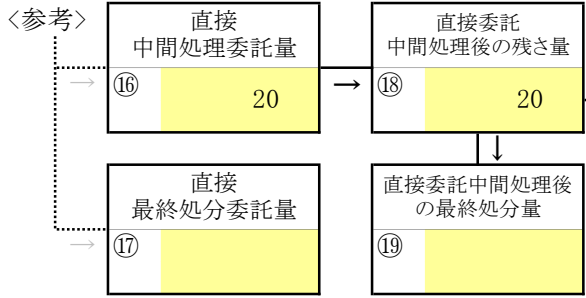 <参考>
直接
中間処理委託量
⑯
20
→
→
直接委託
中間処理後の残さ量
⑱
20
↓
直接
最終処分委託量
⑰
→
直接委託中間処理後
の最終処分量
⑲